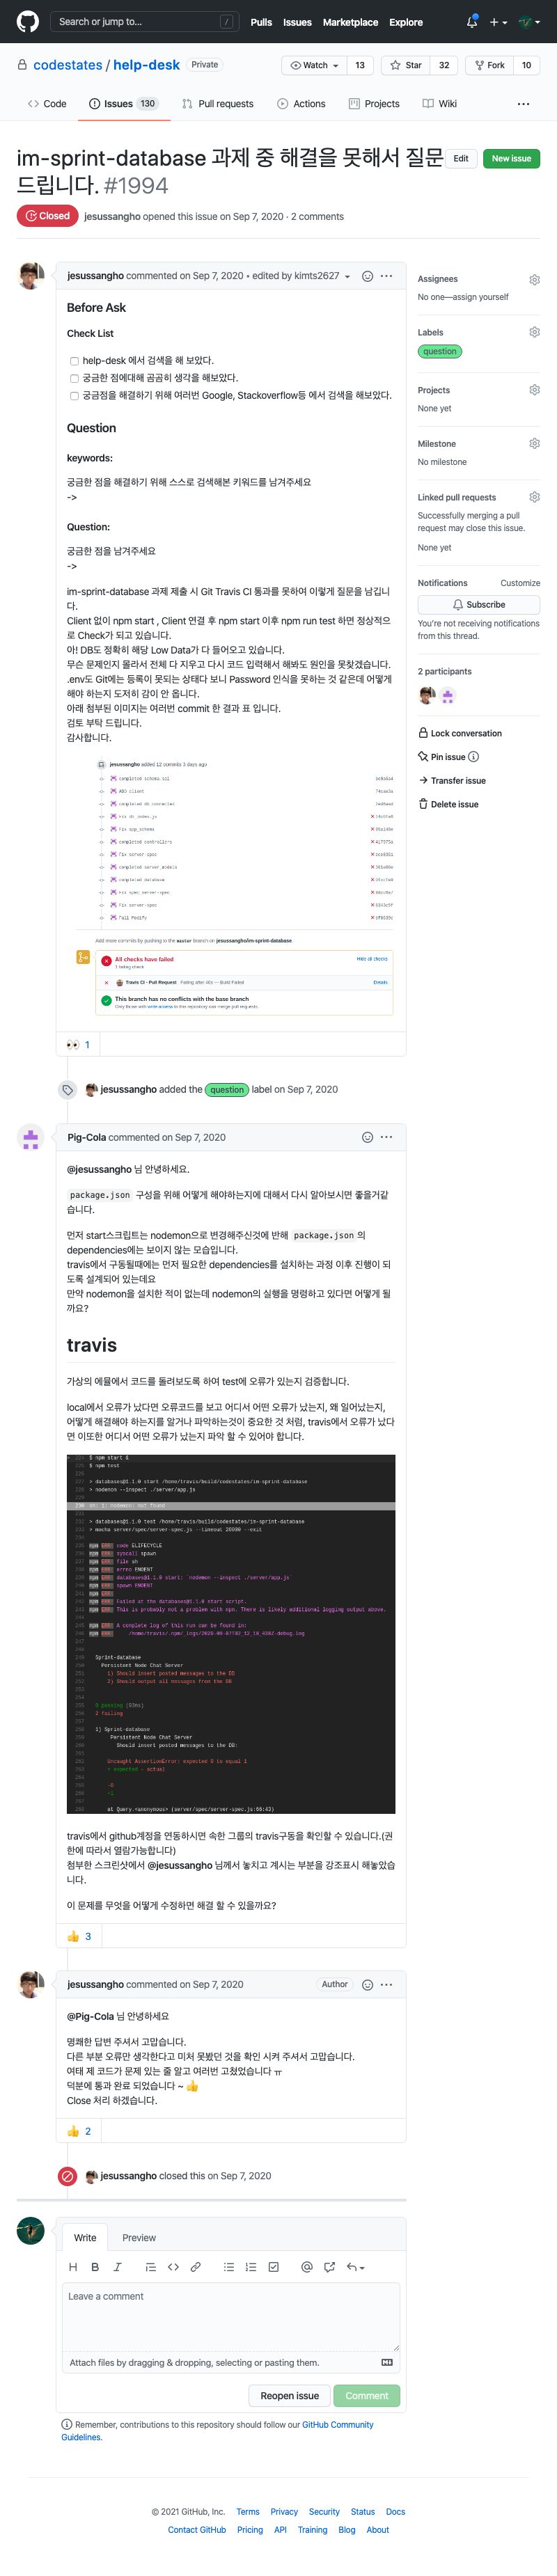 Search or jump to...
/
Pulls
Issues
Marketplace
Explore
codestates / help-desk
Private
Watch
13
Star
32
Fork
10
Code
Issues 130
Pull requests
Actions
Projects
Wiki
im-sprint-database 과제 중 해결을 못해서 질문
드립니다. #1994
Edit
New issue
Closed
jesussangho opened this issue on Sep 7, 2020 · 2 comments
jesussangho commented on Sep 7, 2020 • edited by kimts2627
Before Ask
Check List
help-desk 에서 검색을 해 보았다.
궁금한 점에대해 곰곰히 생각을 해보았다.
궁금점을 해결하기 위해 여러번 Google, Stackoverflow등 에서 검색을 해보았다.
Question
keywords:
궁금한 점을 해결하기 위해 스스로 검색해본 키워드를 남겨주세요
->
Question:
궁금한 점을 남겨주세요
->
im-sprint-database 과제 제출 시 Git Travis CI 통과를 못하여 이렇게 질문을 남깁니
다.
Client 없이 npm start , Client 연결 후 npm start 이후 npm run test 하면 정상적으
로 Check가 되고 있습니다.
아! DB도 정확히 해당 Low Data가 다 들어오고 있습니다.
무슨 문제인지 몰라서 전체 다 지우고 다시 코드 입력해서 해봐도 원인을 못찾겠습니다.
.env도 Git에는 등록이 되는 상태다 보니 Password 인식을 못하는 것 같은데 어떻게
해야 하는지 도저히 감이 안 옵니다.
아래 첨부된 이미지는 여러번 commit 한 결과 표 입니다.
검토 부탁 드립니다.
감사합니다.
jesussangho added 12 commits 3 days ago
completed schema.sql
ADD client
completed db connected
Fix db_index.js
Fix app_schema
completed controllers
fix server-spec
completed server,models
completed database
Fix spec server-spec
Fix server-spec
Full Modify
Add more commits by pushing to the master branch on jesussangho/im-sprint-database
All checks have failed
1 failing check
Hide all checks
Travis CI - Pull Request Failing after 40s — Build Failed
Details
This branch has no conflicts with the base branch
Only those with write access to this repository can merge pull requests.
👀 1
jesussangho added the question label on Sep 7, 2020
Pig-Cola commented on Sep 7, 2020
@jesussangho 님 안녕하세요.
package.json 구성을 위해 어떻게 해야하는지에 대해서 다시 알아보시면 좋을거같
습니다.
먼저 start스크립트는 nodemon으로 변경해주신것에 반해 package.json 의
dependencies에는 보이지 않는 모습입니다.
travis에서 구동될때에는 먼저 필요한 dependencies를 설치하는 과정 이후 진행이 되
도록 설계되어 있는데요
만약 nodemon을 설치한 적이 없는데 nodemon의 실행을 명령하고 있다면 어떻게 될
까요?
travis
가상의 에뮬에서 코드를 돌려보도록 하여 test에 오류가 있는지 검증합니다.
local에서 오류가 났다면 오류코드를 보고 어디서 어떤 오류가 났는지, 왜 일어났는지,
어떻게 해결해야 하는지를 알거나 파악하는것이 중요한 것 처럼, travis에서 오류가 났다
면 이또한 어디서 어떤 오류가 났는지 파악 할 수 있어야 합니다.
$ npm start &
$ npm test
> databases@1.1.0 start /home/travis/build/codestates/im-sprint-database
> nodemon --inspect ./server/app.js
sh: 1: nodemon: not found
> databases@1.1.0 test /home/travis/build/codestates/im-sprint-database
> mocha server/spec/server-spec.js --timeout 20000 --exit
npm ERR! code ELIFECYCLE
npm ERR! syscall spawn
npm ERR! file sh
npm ERR! errno ENOENT
npm ERR! databases@1.1.0 start: `nodemon --inspect ./server/app.js`
npm ERR! spawn ENOENT
npm ERR!
npm ERR! Failed at the databases@1.1.0 start script.
npm ERR! This is probably not a problem with npm. There is likely additional logging output above.
npm ERR! A complete log of this run can be found in:
Sprint-database
Persistent Node Chat Server
1) Should insert posted messages to the DB
2) Should output all messages from the DB
0 passing (93ms)
2 failing
1) Sprint-database
Persistent Node Chat Server
Should insert posted messages to the DB:
Uncaught AssertionError: expected 0 to equal 1
+ expected - actual
-0
+1
at Query.<anonymous> (server/spec/server-spec.js:66:43)
travis에서 github계정을 연동하시면 속한 그룹의 travis구동을 확인할 수 있습니다.(권
한에 따라서 열람가능합니다)
첨부한 스크린샷에서 @jesussangho 님께서 놓치고 계시는 부분을 강조표시 해놓았습
니다.
이 문제를 무엇을 어떻게 수정하면 해결 할 수 있을까요?
👍 3
jesussangho commented on Sep 7, 2020
Author
@Pig-Cola 님 안녕하세요
명쾌한 답변 주셔서 고맙습니다.
다른 부분 오류만 생각한다고 미처 못봤던 것을 확인 시켜 주셔서 고맙습니다.
여태 제 코드가 문제 있는 줄 알고 여러번 고쳤었습니다 ㅠ
덕분에 통과 완료 되었습니다 ~ 👍
Close 처리 하겠습니다.
👍 2
jesussangho closed this on Sep 7, 2020
Write
Preview
Leave a comment
Attach files by dragging & dropping, selecting or pasting them.
Reopen issue
Comment
Remember, contributions to this repository should follow our GitHub Community
Guidelines.
Assignees
No one—assign yourself
Labels
question
Projects
None yet
Milestone
No milestone
Linked pull requests
Successfully merging a pull
request may close this issue.
None yet
Notifications
Customize
Subscribe
You're not receiving notifications
from this thread.
2 participants
Lock conversation
Pin issue
Transfer issue
Delete issue
© 2021 GitHub, Inc.
Terms
Privacy
Security
Status
Docs
Contact GitHub
Pricing
API
Training
Blog
About